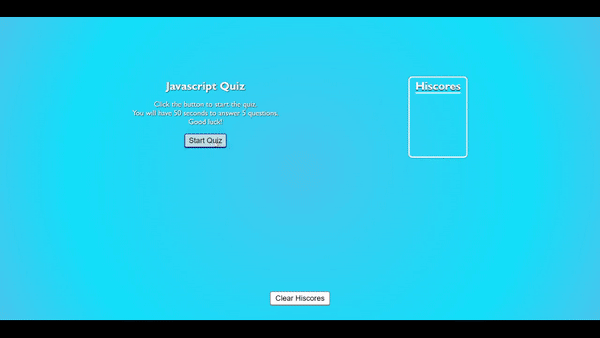 Javascript Quiz
Click the button to start the quiz.
You will have 50 seconds to answer 5 questions.
Good luck!
Start Quiz
Hiscores
Clear Hiscores